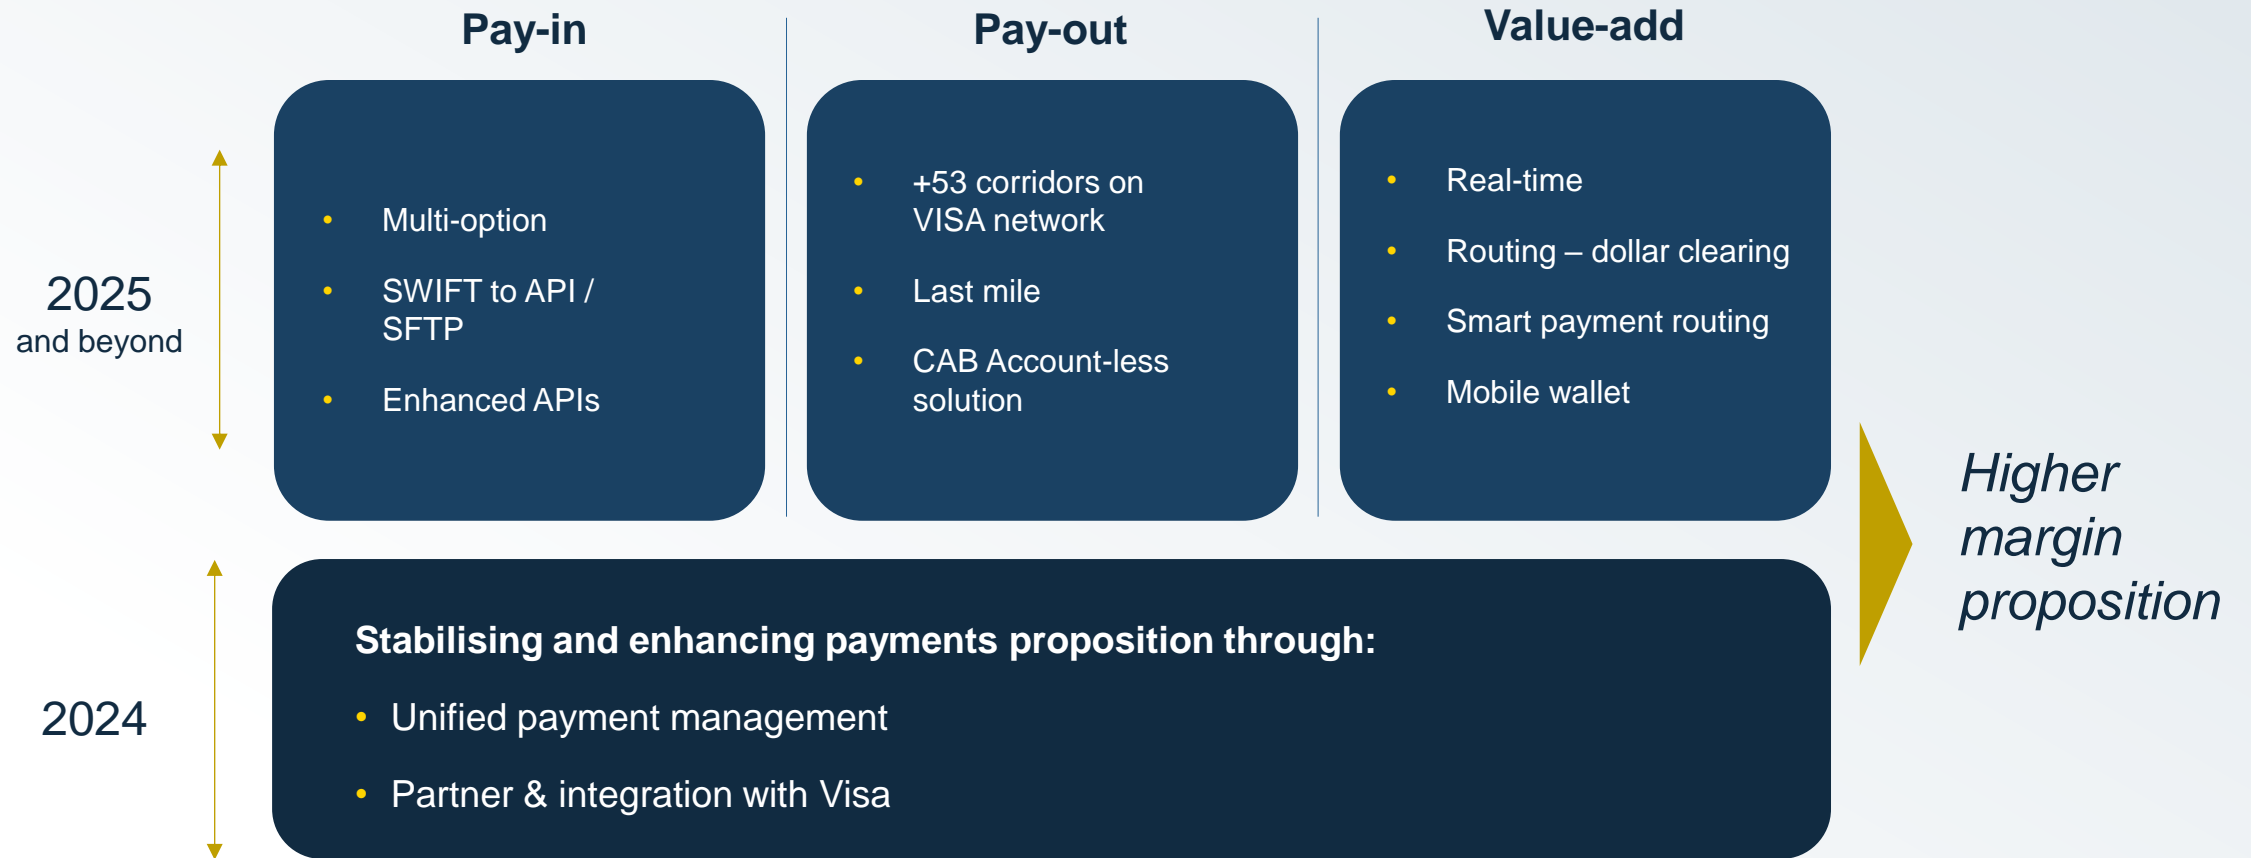 Pay-in
Pay-out
Value-add
2025
and beyond
• Multi-option
• SWIFT to API /
SFTP
• Enhanced APIs
• +53 corridors on
VISA network
• Last mile
• CAB Account-less
solution
• Real-time
• Routing – dollar clearing
• Smart payment routing
• Mobile wallet
Higher
margin
proposition
2024
Stabilising and enhancing payments proposition through:
• Unified payment management
• Partner & integration with Visa